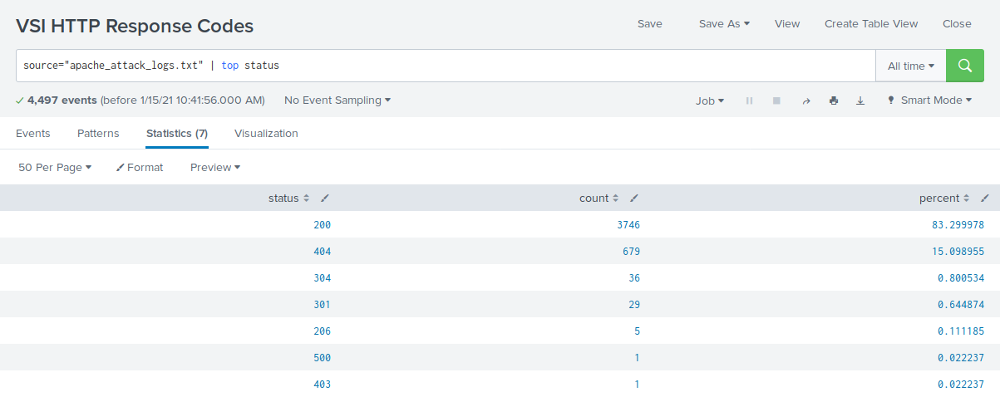 VSI HTTP Response Codes Save Save As View Create Table View Close
source="apache_attack_logs.txt" | top status All time
4,497 events (before 1/15/21 10:41:56.000 AM) No Event Sampling Job Smart Mode
Events Patterns Statistics (7) Visualization
50 Per Page Format Preview
status count percent
200 3746 83.299978
404 679 15.098955
304 36 0.800534
301 29 0.644874
206 5 0.111185
500 1 0.022237
403 1 0.022237